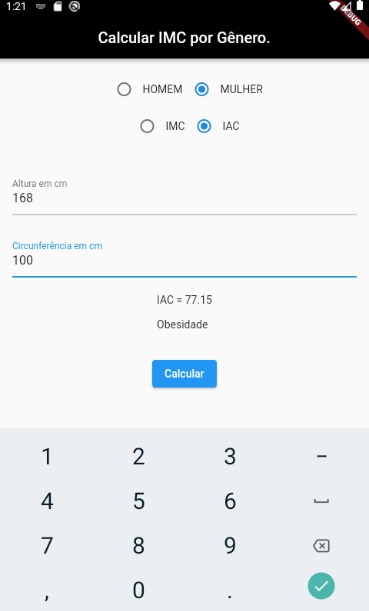 1:21
DEBUG
Calcular IMC por Gênero.
HOMEM MULHER
IMC IAC
Altura em cm
168
Circunferência em cm
100
IAC = 77.15
Obesidade
Calcular
1 2 3 –
4 5 6
7 8 9
, 0 .